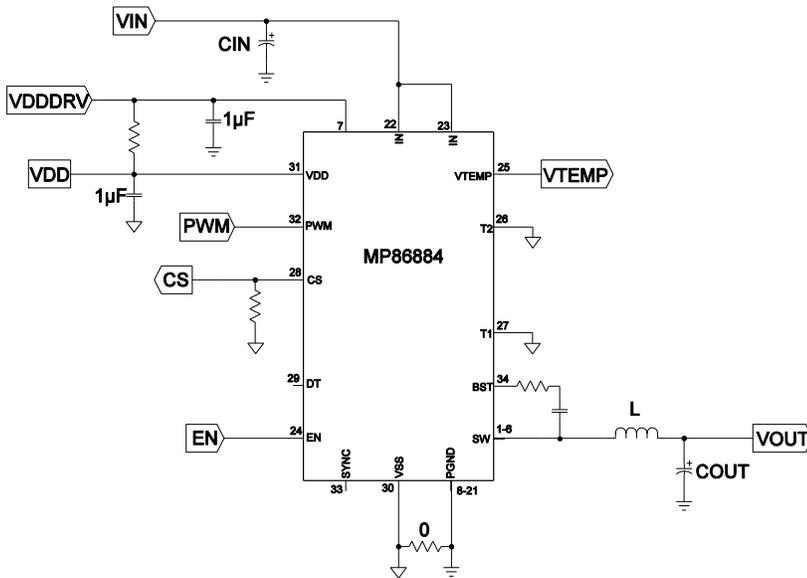 VIN
CIN
+
VDDDRV
1µF
7
22
IN
23
IN
VDD
31
VDD
1µF
VTEMP
25
VTEMP
PWM
32
PWM
T2
26
MP86884
CS
28
CS
T1
27
29
DT
BST
34
L
EN
24
EN
SW
1-6
VOUT
+
COUT
SYNC
33
VSS
30
PGND
8-21
0